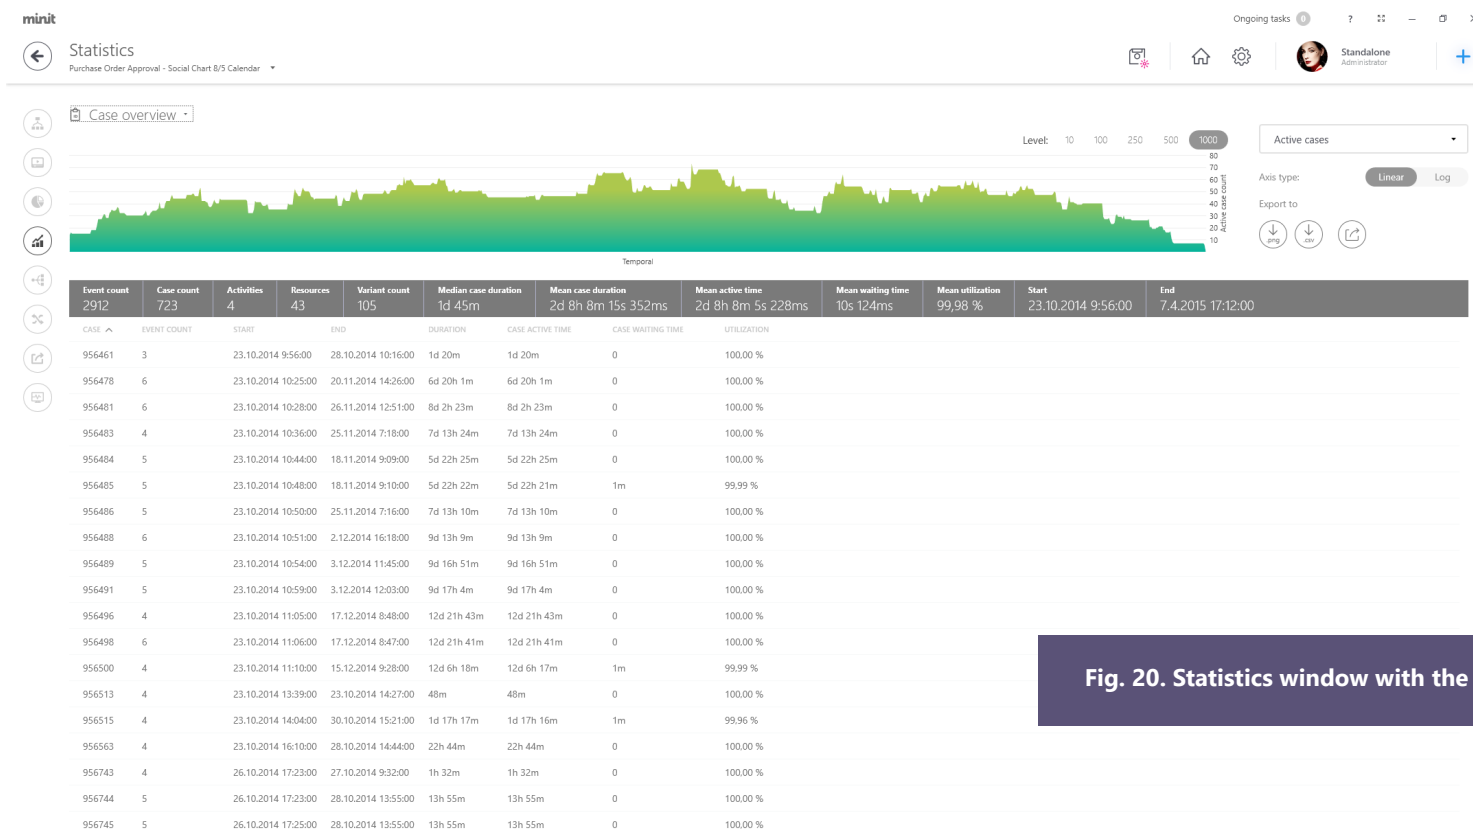 minit
Ongoing tasks 0 ?
Statistics
Purchase Order Approval - Social Chart 8/5 Calendar
Standalone
Administrator
Case overview
Level: 10 100 250 500 1000
Active cases
80
70
60
50
40
30
20
10
Active case count
Temporal
Axis type: Linear Log
Export to
.png .csv
Event count Case count Activities Resources Variant count Median case duration Mean case duration Mean active time Mean waiting time Mean utilization Start End
2912 723 4 43 105 1d 45m 2d 8h 8m 15s 352ms 2d 8h 8m 5s 228ms 10s 124ms 99,98 % 23.10.2014 9:56:00 7.4.2015 17:12:00
CASE EVENT COUNT START END DURATION CASE ACTIVE TIME CASE WAITING TIME UTILIZATION
956461 3 23.10.2014 9:56:00 28.10.2014 10:16:00 1d 20m 1d 20m 0 100,00 %
956478 6 23.10.2014 10:25:00 20.11.2014 14:26:00 6d 20h 1m 6d 20h 1m 0 100,00 %
956481 6 23.10.2014 10:28:00 26.11.2014 12:51:00 8d 2h 23m 8d 2h 23m 0 100,00 %
956483 4 23.10.2014 10:36:00 25.11.2014 7:18:00 7d 13h 24m 7d 13h 24m 0 100,00 %
956484 5 23.10.2014 10:44:00 18.11.2014 9:09:00 5d 22h 25m 5d 22h 25m 0 100,00 %
956485 5 23.10.2014 10:48:00 18.11.2014 9:10:00 5d 22h 22m 5d 22h 21m 1m 99,99 %
956486 5 23.10.2014 10:50:00 25.11.2014 7:16:00 7d 13h 10m 7d 13h 10m 0 100,00 %
956488 6 23.10.2014 10:51:00 2.12.2014 16:18:00 9d 13h 9m 9d 13h 9m 0 100,00 %
956489 5 23.10.2014 10:54:00 3.12.2014 11:45:00 9d 16h 51m 9d 16h 51m 0 100,00 %
956491 5 23.10.2014 10:59:00 3.12.2014 12:03:00 9d 17h 4m 9d 17h 4m 0 100,00 %
956496 4 23.10.2014 11:05:00 17.12.2014 8:48:00 12d 21h 43m 12d 21h 43m 0 100,00 %
956498 6 23.10.2014 11:06:00 17.12.2014 8:47:00 12d 21h 41m 12d 21h 41m 0 100,00 %
956500 4 23.10.2014 11:10:00 15.12.2014 9:28:00 12d 6h 18m 12d 6h 17m 1m 99,99 %
956513 4 23.10.2014 13:39:00 23.10.2014 14:27:00 48m 48m 0 100,00 %
956515 4 23.10.2014 14:04:00 30.10.2014 15:21:00 1d 17h 17m 1d 17h 16m 1m 99,96 %
956563 4 23.10.2014 16:10:00 28.10.2014 14:44:00 22h 44m 22h 44m 0 100,00 %
956743 4 26.10.2014 17:23:00 27.10.2014 9:32:00 1h 32m 1h 32m 0 100,00 %
956744 5 26.10.2014 17:23:00 28.10.2014 13:55:00 13h 55m 13h 55m 0 100,00 %
956745 5 26.10.2014 17:25:00 28.10.2014 13:55:00 13h 55m 13h 55m 0 100,00 %
Fig. 20. Statistics window with the